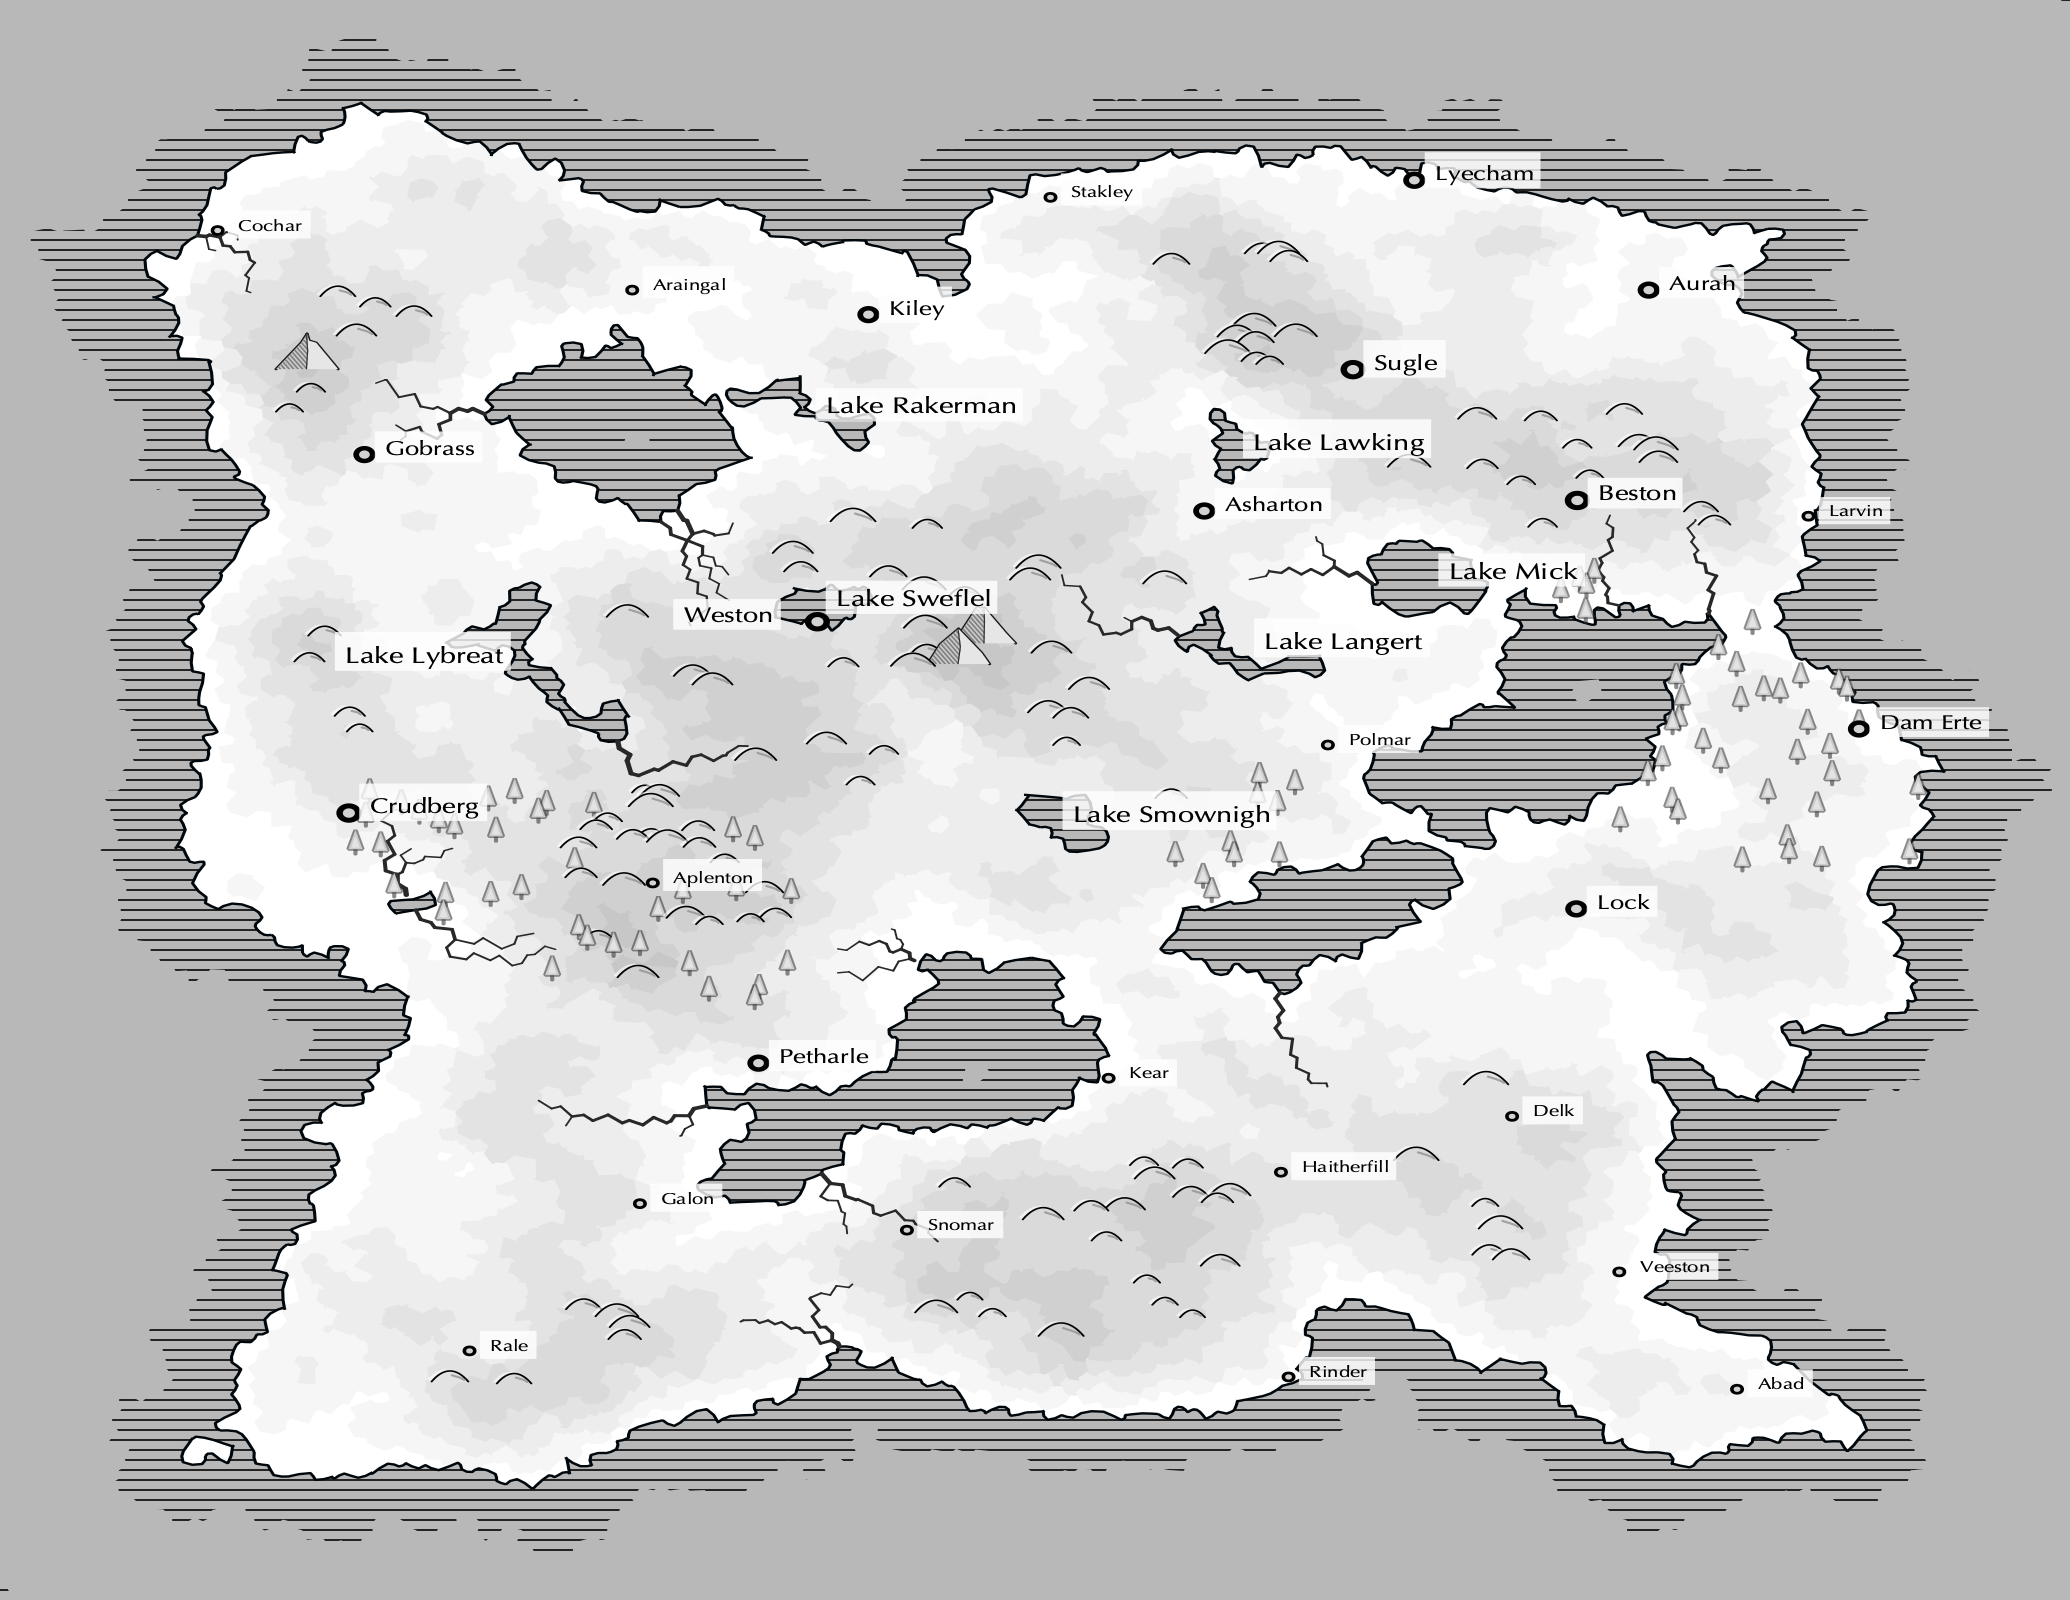 Lyecham
Stakley
Cochar
Araingal
Aurah
Kiley
Sugle
Lake Rakerman
Lake Lawking
Gobrass
Beston
Asharton
Larvin
Lake Mick
Lake Sweflel
Weston
Lake Langert
Lake Lybreat
Dam Erte
Polmar
Crudberg
Lake Smownigh
Aplenton
Lock
Petharle
Kear
Delk
Haitherfill
Galon
Snomar
Veeston
Rale
Rinder
Abad